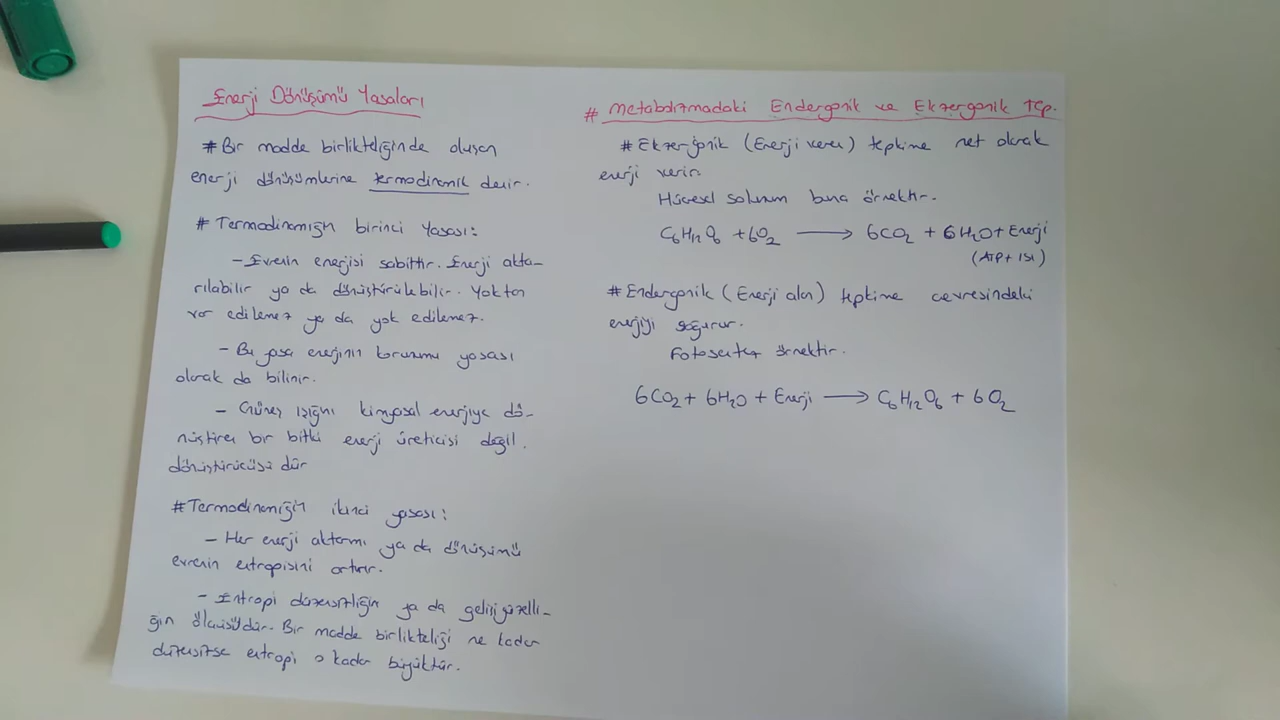 Enerji Dönüşümü Yasaları
# Bir madde birlikteliğinde oluşan
enerji dönüşümlerine termodinamik denir.
# Termodinamiğin birinci Yasası:
- Evrenin enerjisi sabittir. Enerji akta-
rılabilir ya da dönüştürülebilir. Yoktan
var edilemez ya da yok edilemez.
- Bu yasa enerjinin korunumu yasası
olarak da bilinir.
- Güneş ışığını kimyasal enerjiye dö-
nüştüren bir bitki enerji üreticisi değil.
dönüştürücüsü dür
# Termodinamiğin ikinci yasası:
- Her enerji aktarımı ya da dönüşümü
evrenin entropisini artırır.
- Entropi düzensizliğin ya da gelişigüzelli-
ğin ölçüsüdür. Bir madde birlikteliği ne kadar
düzensizse entropi o kadar büyüktür.
# Metabolizmadaki Endergonik ve Ekzergonik Tep.
# Ekzergonik (Enerji veren) tepkime net olarak
enerji verir.
Hücresel solunum buna örnektir.
C6H12O6 + 6O2 ⟶ 6CO2 + 6H2O + Enerji
(ATP + ISI)
# Endergonik (Enerji alan) tepkime çevresindeki
enerjiyi soğurur.
Fotosentez örnektir.
6CO2 + 6H2O + Enerji ⟶ C6H12O6 + 6O2